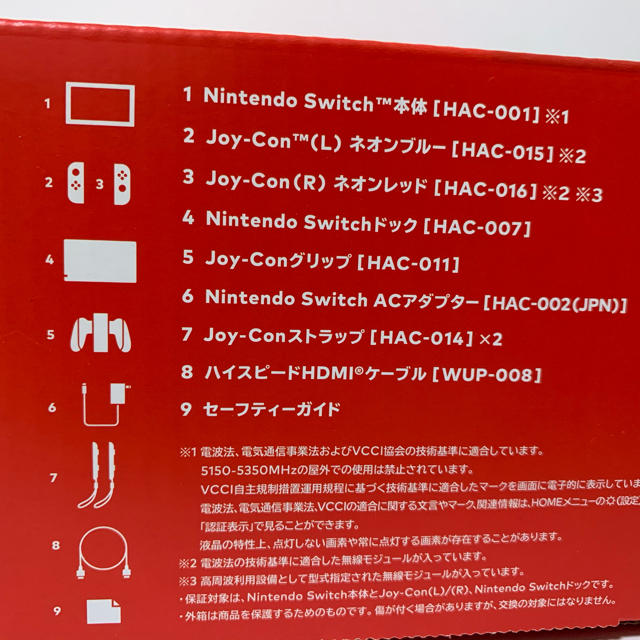 1 Nintendo Switch™本体 [HAC-001] ※1
2 Joy-Con™(L) ネオンブルー [HAC-015] ※2
3 Joy-Con(R) ネオンレッド [HAC-016] ※2 ※3
4 Nintendo Switchドック [HAC-007]
5 Joy-Conグリップ [HAC-011]
6 Nintendo Switch ACアダプター [HAC-002(JPN)]
7 Joy-Conストラップ [HAC-014] ×2
8 ハイスピードHDMI®ケーブル [WUP-008]
9 セーフティーガイド
1
2 3
4
5
6
7
8
9
※1 電波法、電気通信事業法およびVCCI協会の技術基準に適合しています。
5150-5350MHzの屋外での使用は禁止されています。
VCCI自主規制措置運用規程に基づく技術基準に適合したマークを画面に電子的に表示していま
電波法、電気通信事業法、VCCIの適合に関する文言やマーク、関連情報は、HOMEメニューの(設定
「認証表示」で見ることができます。
液晶の特性上、点灯しない画素や常に点灯する画素が存在することがあります。
※2 電波法の技術基準に適合した無線モジュールが入っています。
※3 高周波利用設備として型式指定された無線モジュールが入っています。
・保証対象は、Nintendo Switch本体とJoy-Con(L)/(R)、Nintendo Switchドックです。
・外箱は商品を保護するためのものです。傷が付く場合がありますが、交換の対象にはなりません。